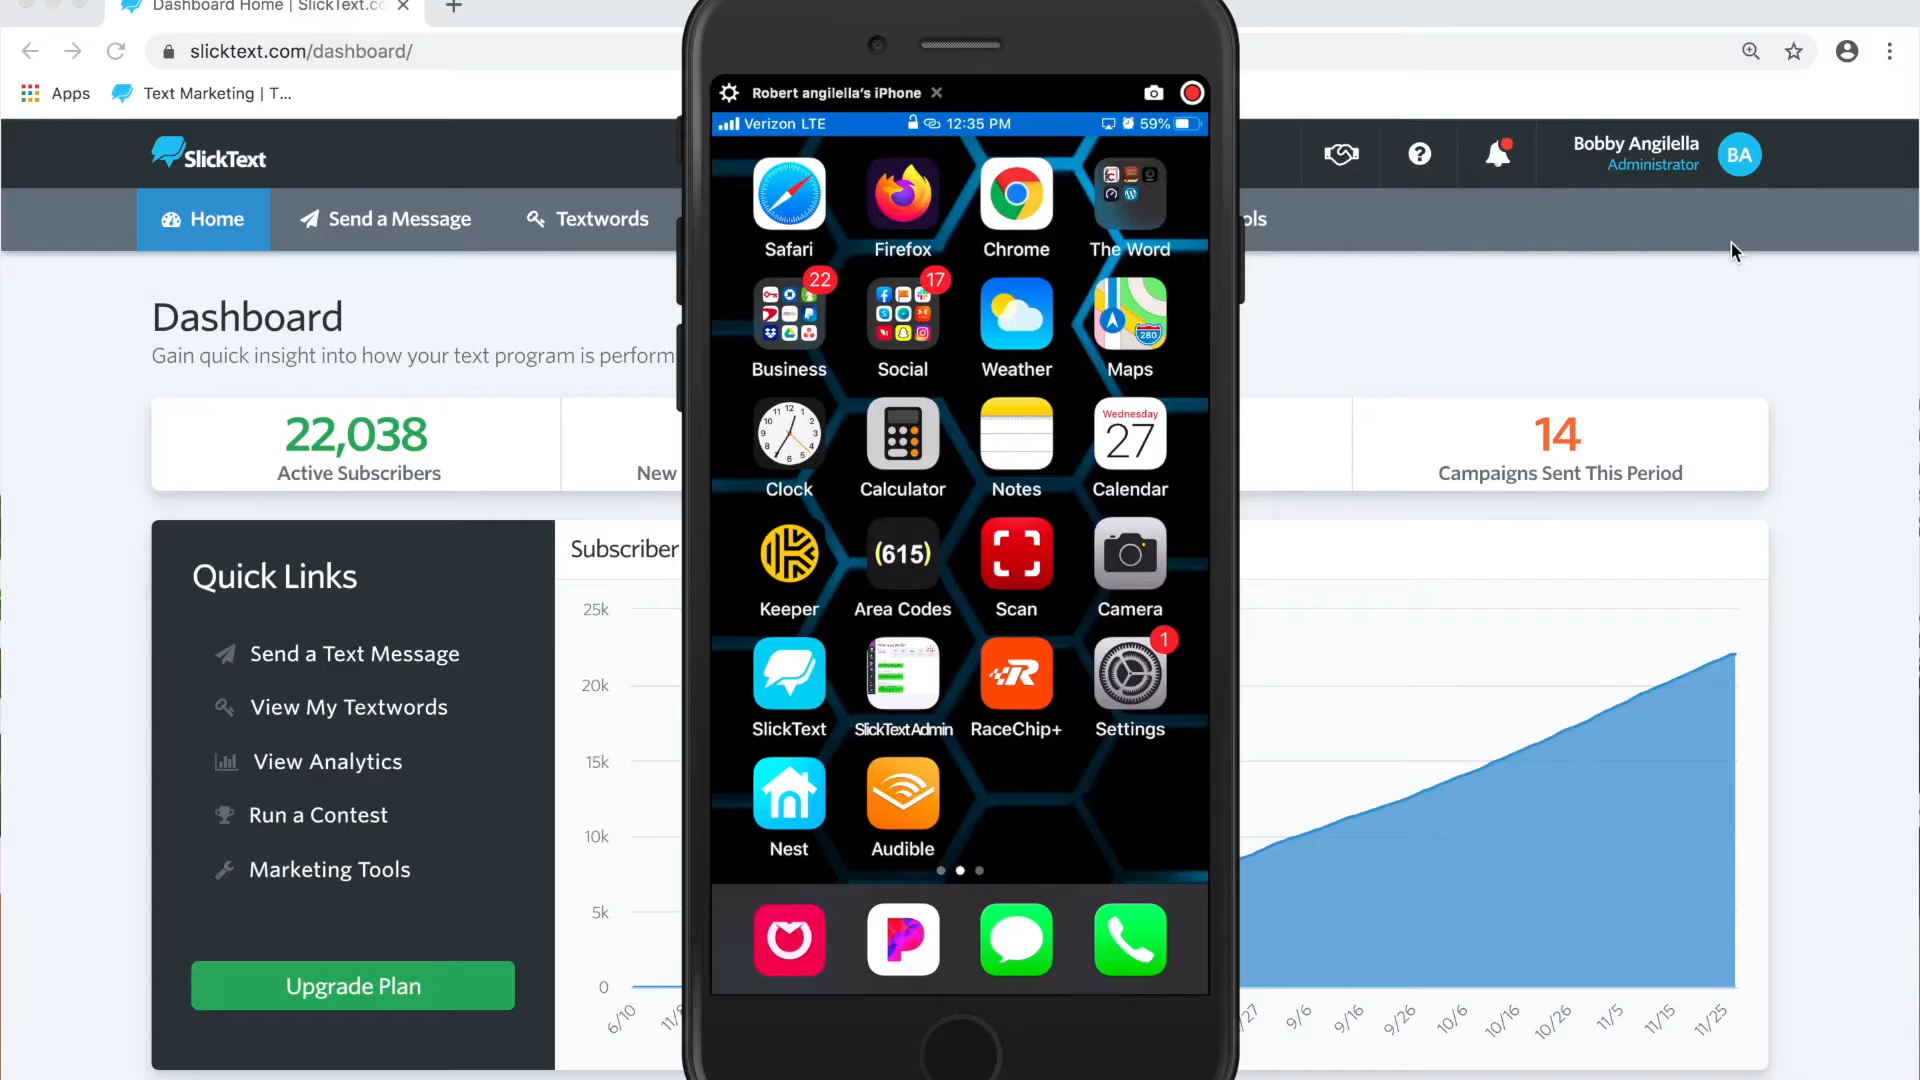 Dashboard Home | SlickText.co
slicktext.com/dashboard/
Apps
Text Marketing | T...
SlickText
Bobby Angilella
Administrator
BA
Home
Send a Message
Textwords
ols
Dashboard
Gain quick insight into how your text program is perform
22,038
Active Subscribers
New
14
Campaigns Sent This Period
Quick Links
Send a Text Message
View My Textwords
View Analytics
Run a Contest
Marketing Tools
Upgrade Plan
Subscriber
25k
20k
15k
10k
5k
0
6/10
11/8
/27
9/6
9/16
9/26
10/6
10/16
10/26
11/5
11/15
11/25
Robert angilella's iPhone
Verizon LTE
12:35 PM
59%
Safari
Firefox
Chrome
The Word
22
17
280
Business
Social
Weather
Maps
Wednesday
27
Clock
Calculator
Notes
Calendar
(615)
Keeper
Area Codes
Scan
Camera
1
SlickText
SlickTextAdmin
RaceChip+
Settings
Nest
Audible